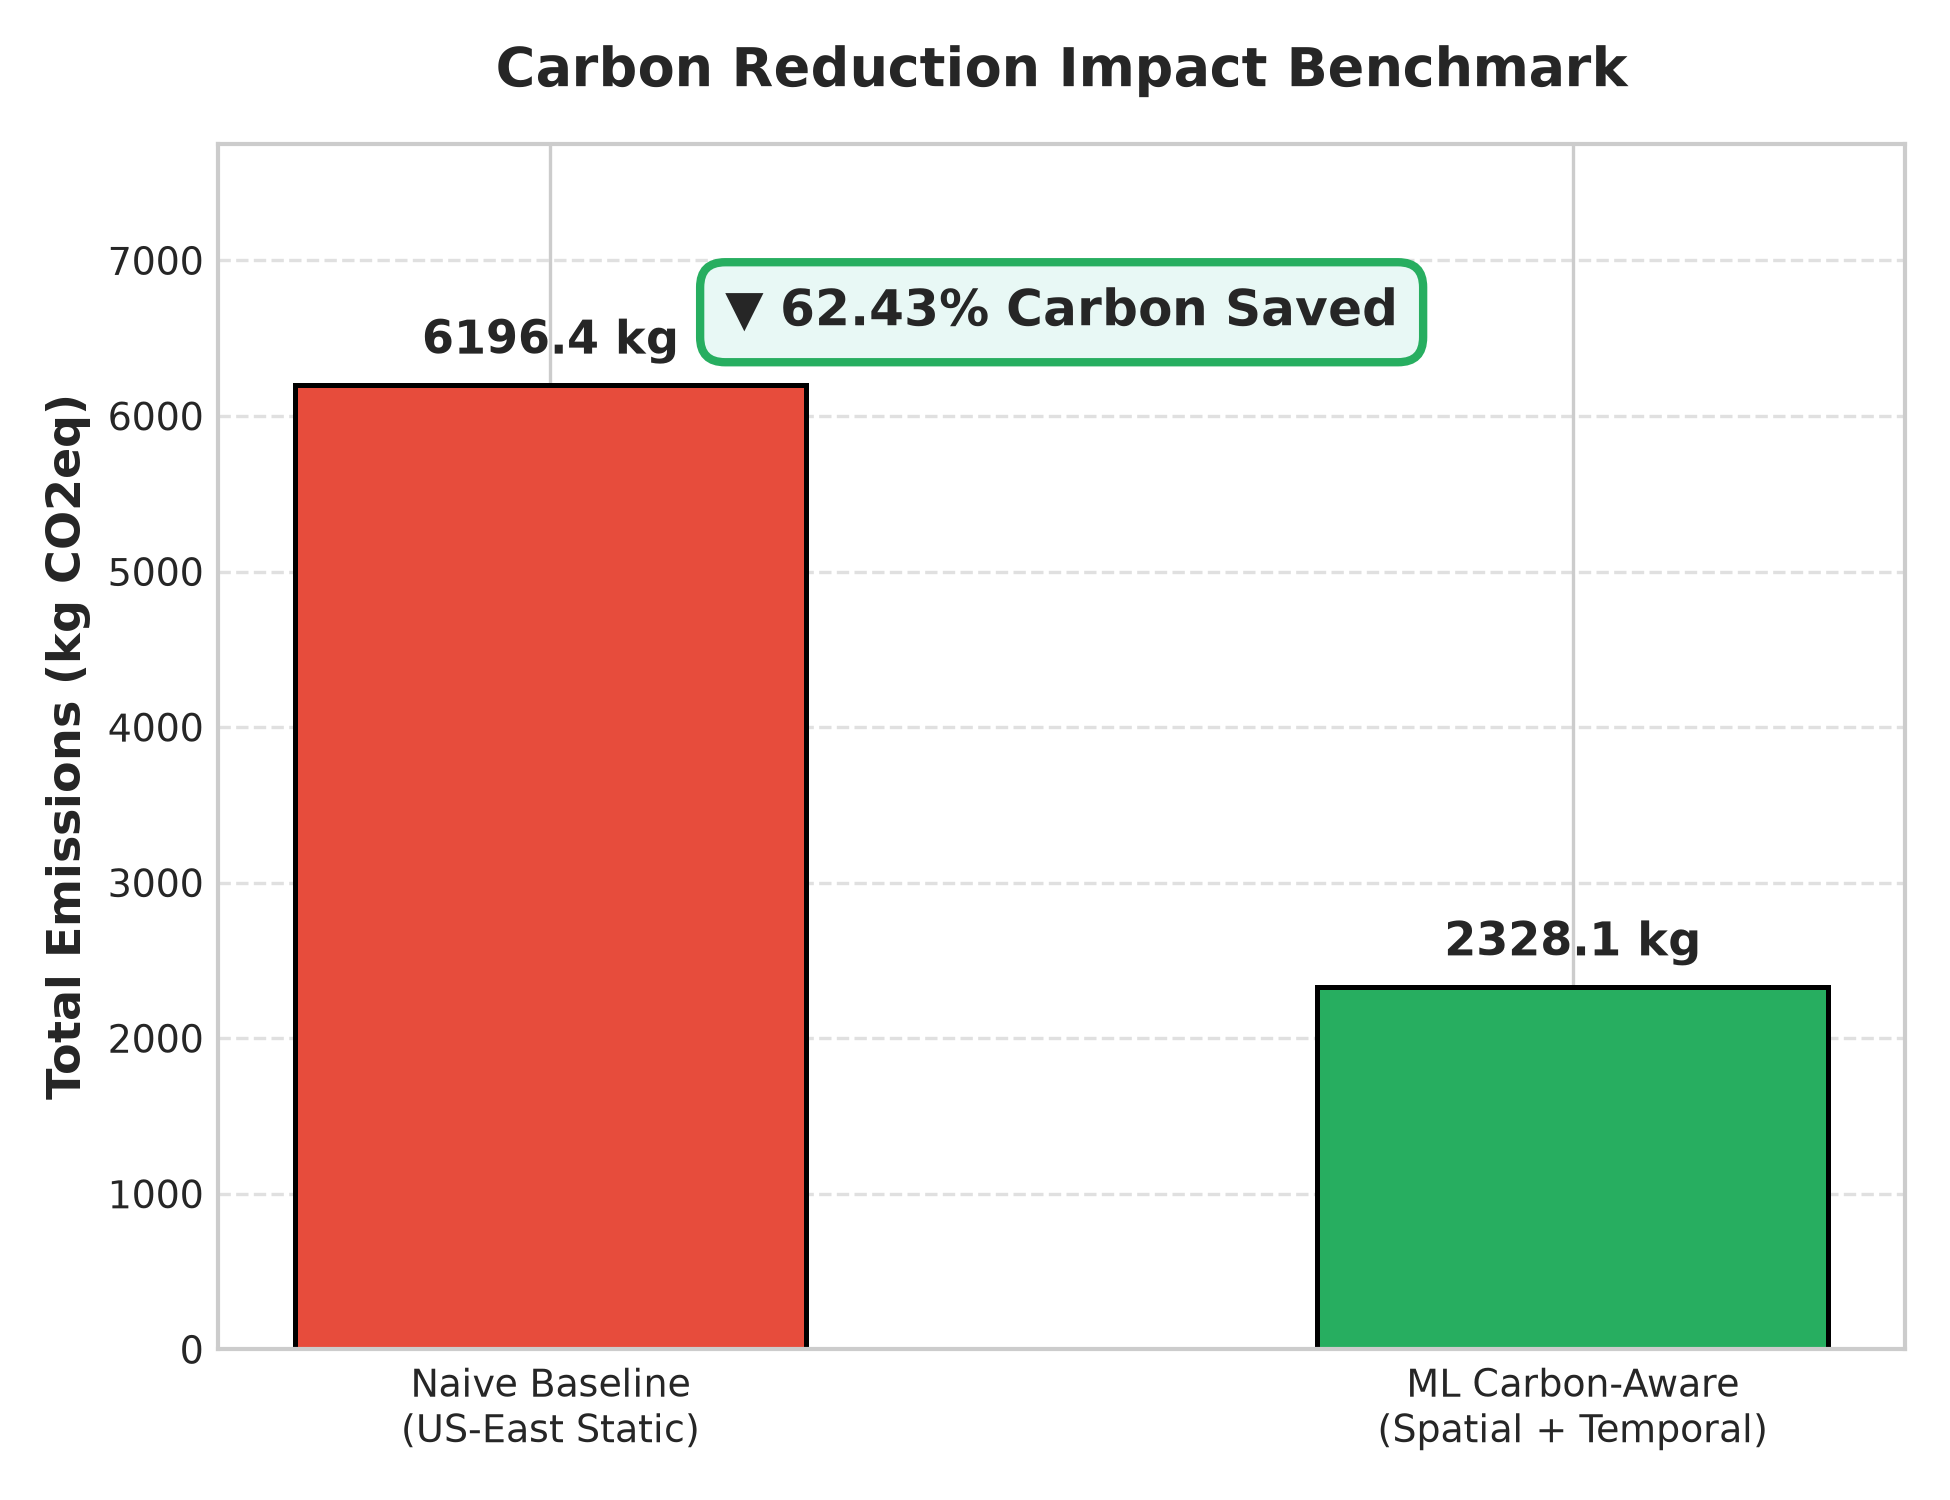 Carbon Reduction Impact Benchmark
Total Emissions (kg CO2eq)
7000
6000
5000
4000
3000
2000
1000
0
▼ 62.43% Carbon Saved
6196.4 kg
2328.1 kg
Naive Baseline
(US-East Static)
ML Carbon-Aware
(Spatial + Temporal)